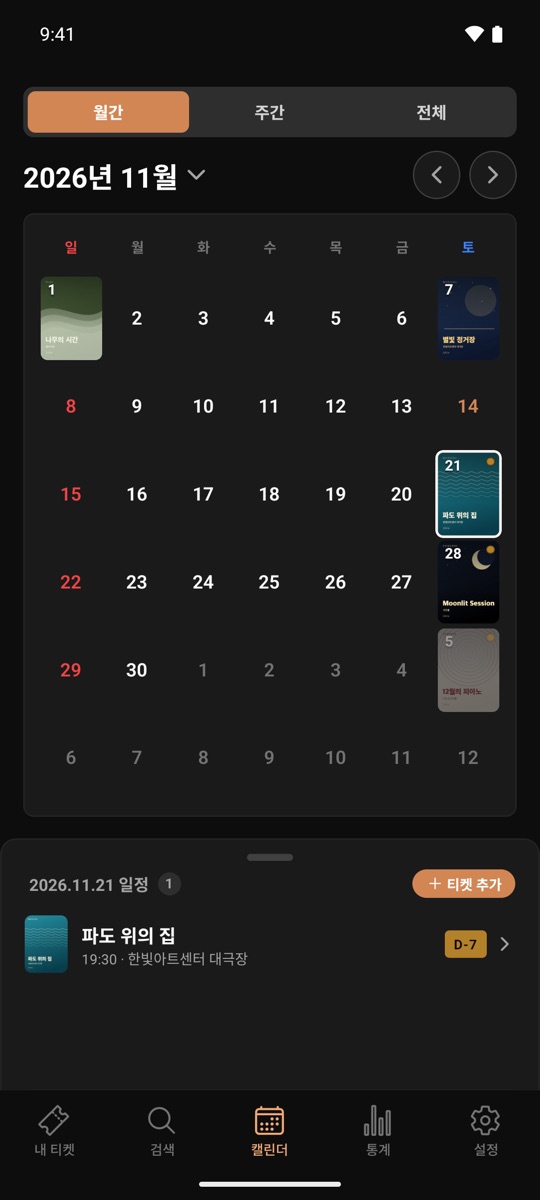 9:41
월간 주간 전체
2026년 11월
일 월 화 수 목 금 토
1 2 3 4 5 6 7
나무의 시간
별빛 정거장
8 9 10 11 12 13 14
15 16 17 18 19 20 21
파도 위의 집
22 23 24 25 26 27 28
Moonlit Session
29 30 1 2 3 4 5
12월의 피아노
6 7 8 9 10 11 12
2026.11.21 일정 1
+ 티켓 추가
파도 위의 집
파도 위의 집
19:30 · 한빛아트센터 대극장
D-7
내 티켓 검색 캘린더 통계 설정